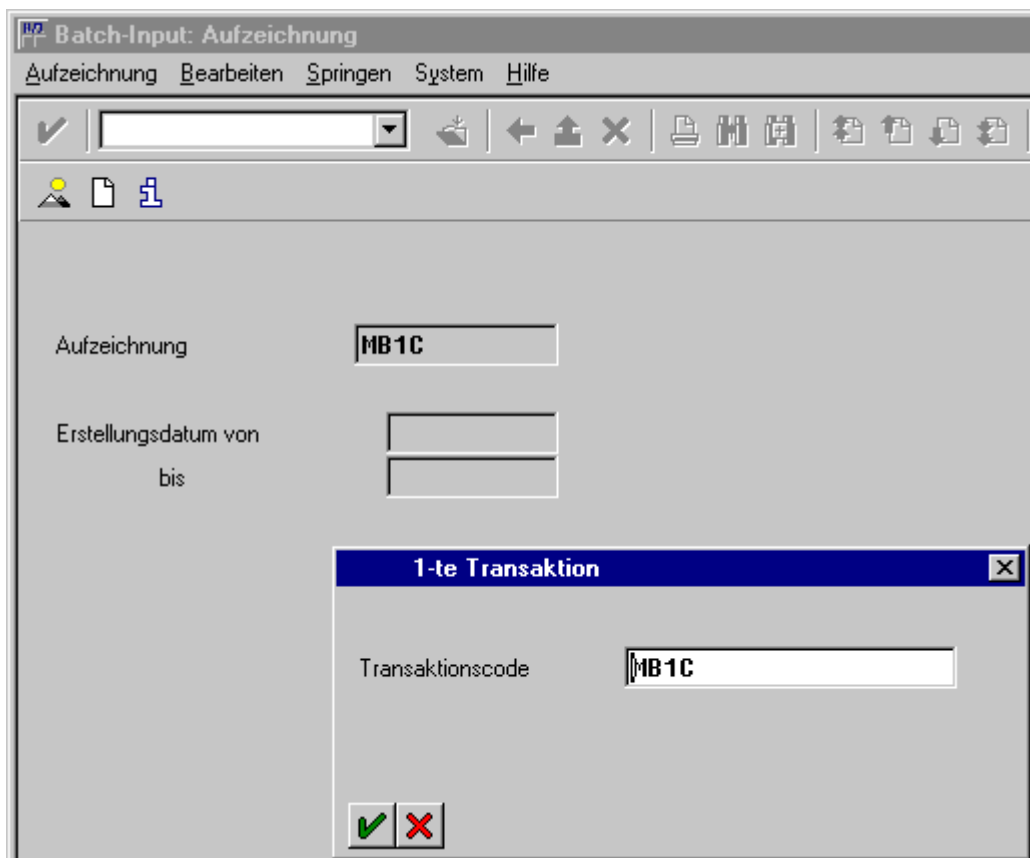 Batch-Input: Aufzeichnung
Aufzeichnung Bearbeiten Springen System Hilfe
Aufzeichnung MB1C
Erstellungsdatum von
bis
1-te Transaktion
Transaktionscode MB1C